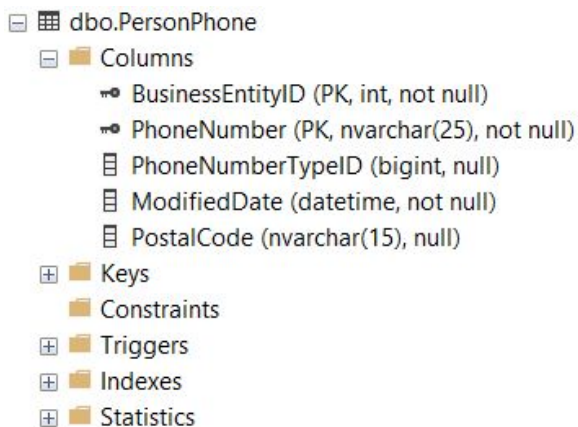 dbo.PersonPhone
Columns
BusinessEntityID (PK, int, not null)
PhoneNumber (PK, nvarchar(25), not null)
PhoneNumberTypeID (bigint, null)
ModifiedDate (datetime, not null)
PostalCode (nvarchar(15), null)
Keys
Constraints
Triggers
Indexes
Statistics